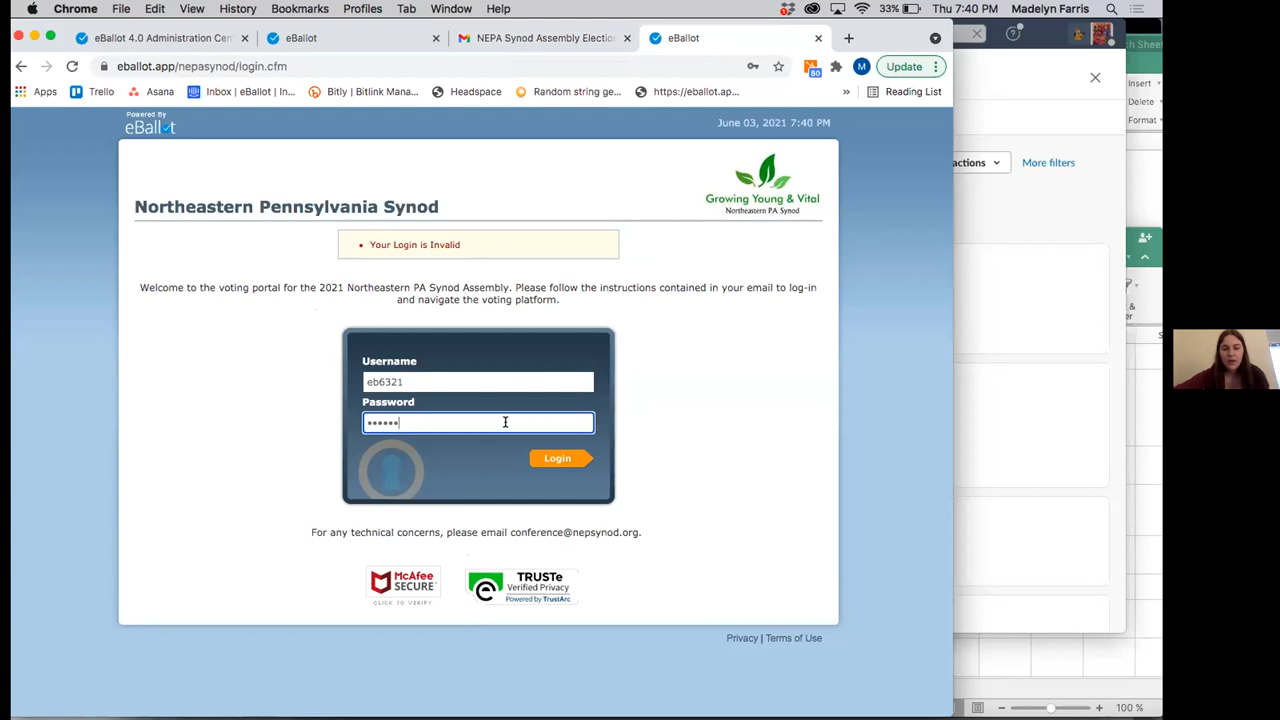 Chrome File Edit View History Bookmarks Profiles Tab Window Help 33% Thu 7:40 PM Madelyn Farris
eBallot 4.0 Administration Cen eBallot NEPA Synod Assembly Electio eBallot
eballot.app/nepasynod/login.cfm 80 M Update
Apps Trello Asana Inbox | eBallot | In... Bitly | Bitlink Mana... Headspace Random string ge... https://eballot.ap... » Reading List
Powered By
eBallot
June 03, 2021 7:40 PM
Growing Young & Vital
Northeastern PA Synod
Northeastern Pennsylvania Synod
Your Login is Invalid
Welcome to the voting portal for the 2021 Northeastern PA Synod Assembly. Please follow the instructions contained in your email to log-in
and navigate the voting platform.
Username
eb6321
Password
••••••
Login
For any technical concerns, please email conference@nepsynod.org.
McAfee
SECURE
CLICK TO VERIFY
TRUSTe
Verified Privacy
Powered by TrustArc
Privacy | Terms of Use
actions More filters
th Sheet
Insert
Delete
Format
100 %